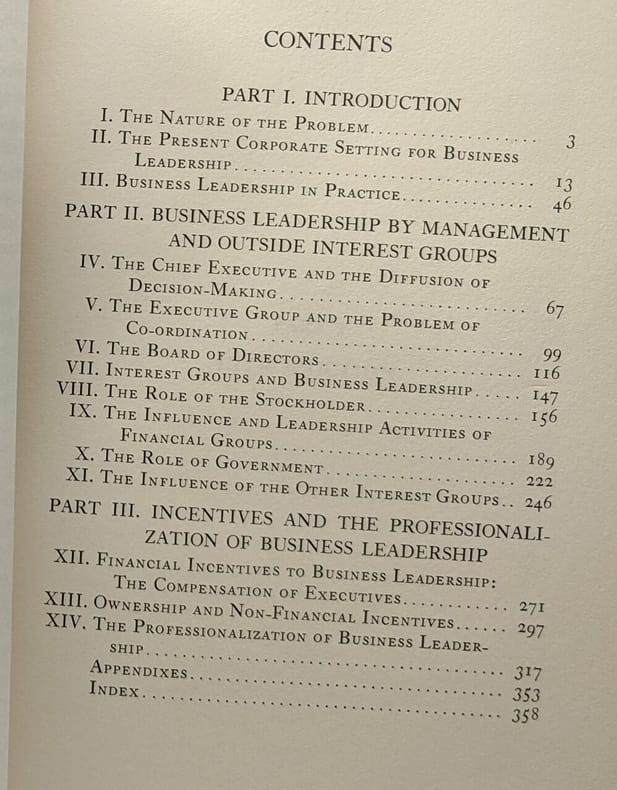 CONTENTS
PART I. INTRODUCTION
I. The Nature of the Problem.................. 3
II. The Present Corporate Setting for Business
Leadership................................ 13
III. Business Leadership in Practice.............. 46
PART II. BUSINESS LEADERSHIP BY MANAGEMENT
AND OUTSIDE INTEREST GROUPS
IV. The Chief Executive and the Diffusion of
Decision-Making.......................... 67
V. The Executive Group and the Problem of
Co-ordination............................ 99
VI. The Board of Directors..................... 116
VII. Interest Groups and Business Leadership..... 147
VIII. The Role of the Stockholder................ 156
IX. The Influence and Leadership Activities of
Financial Groups......................... 189
X. The Role of Government.................... 222
XI. The Influence of the Other Interest Groups.. 246
PART III. INCENTIVES AND THE PROFESSIONALI-
ZATION OF BUSINESS LEADERSHIP
XII. Financial Incentives to Business Leadership:
The Compensation of Executives............ 271
XIII. Ownership and Non-Financial Incentives...... 297
XIV. The Professionalization of Business Leader-
ship..................................... 317
Appendixes................................ 353
Index..................................... 358